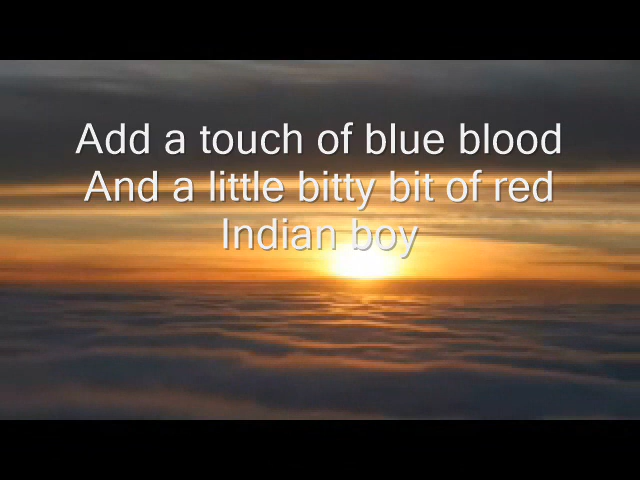 Add a touch of blue blood
And a little bitty bit of red
Indian boy